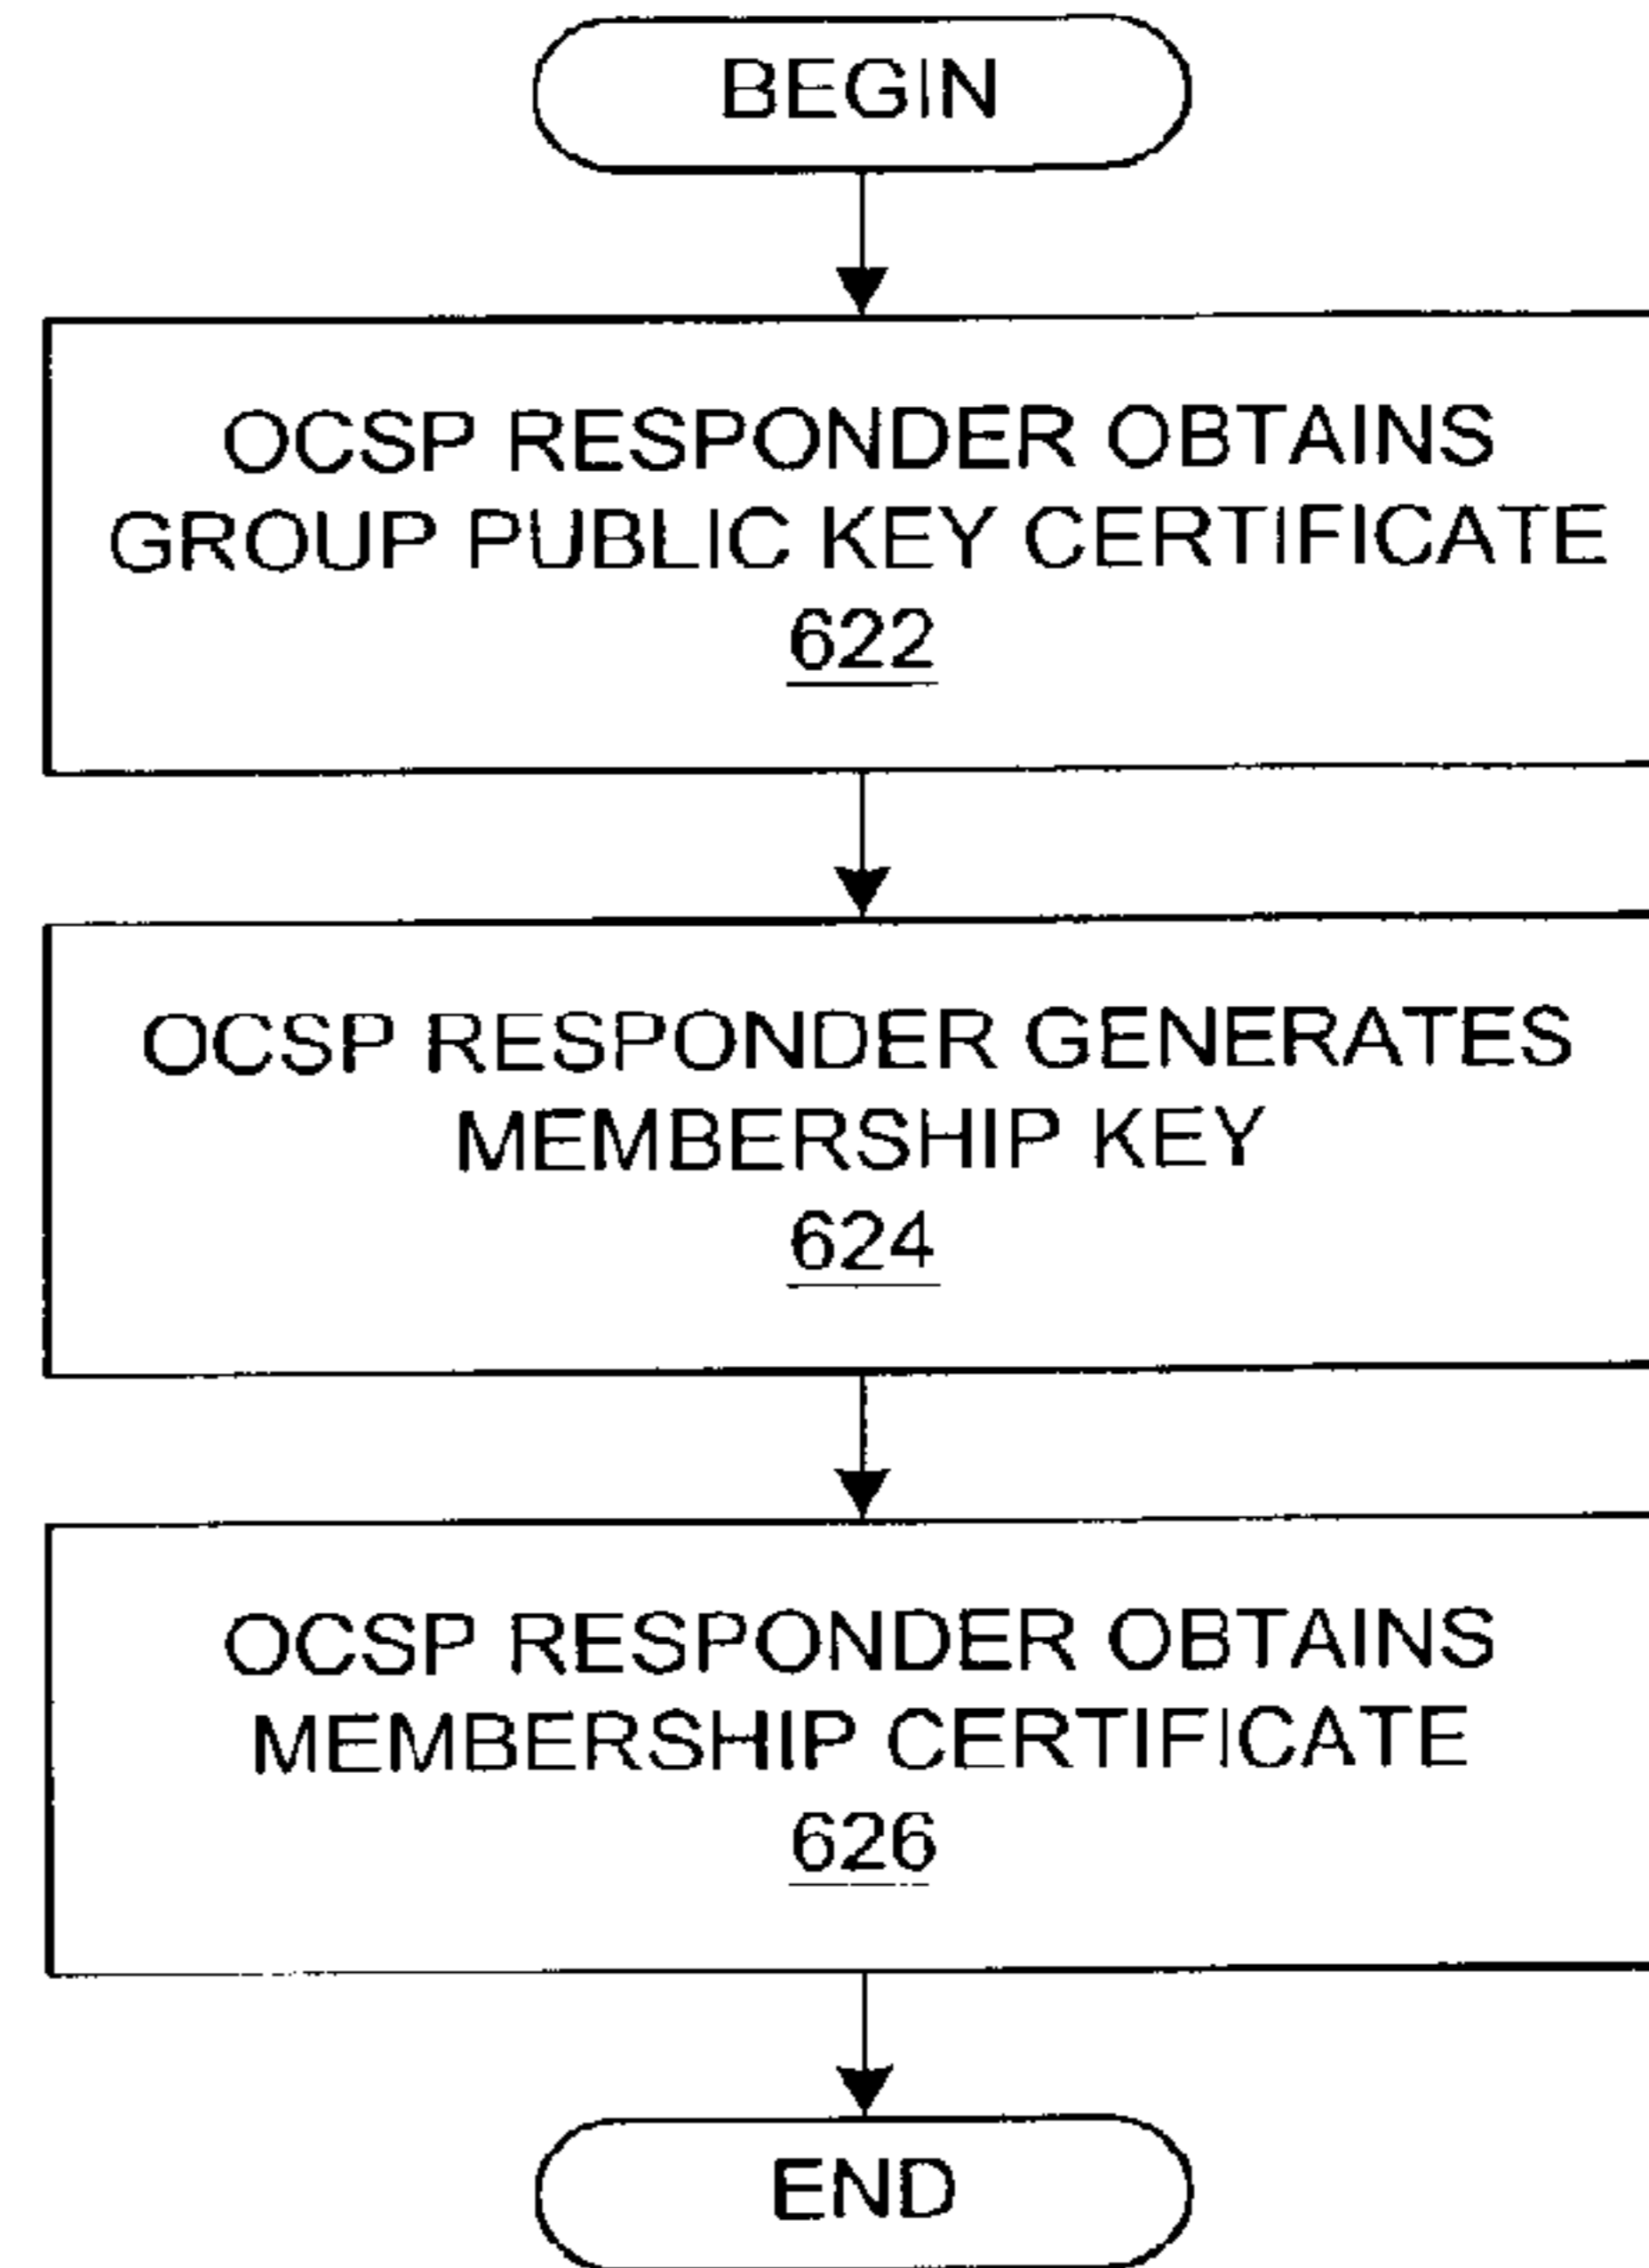 BEGIN
OCSP RESPONDER OBTAINS
GROUP PUBLIC KEY CERTIFICATE
622
OCSP RESPONDER GENERATES
MEMBERSHIP KEY
624
OCSP RESPONDER OBTAINS
MEMBERSHIP CERTIFICATE
626
END